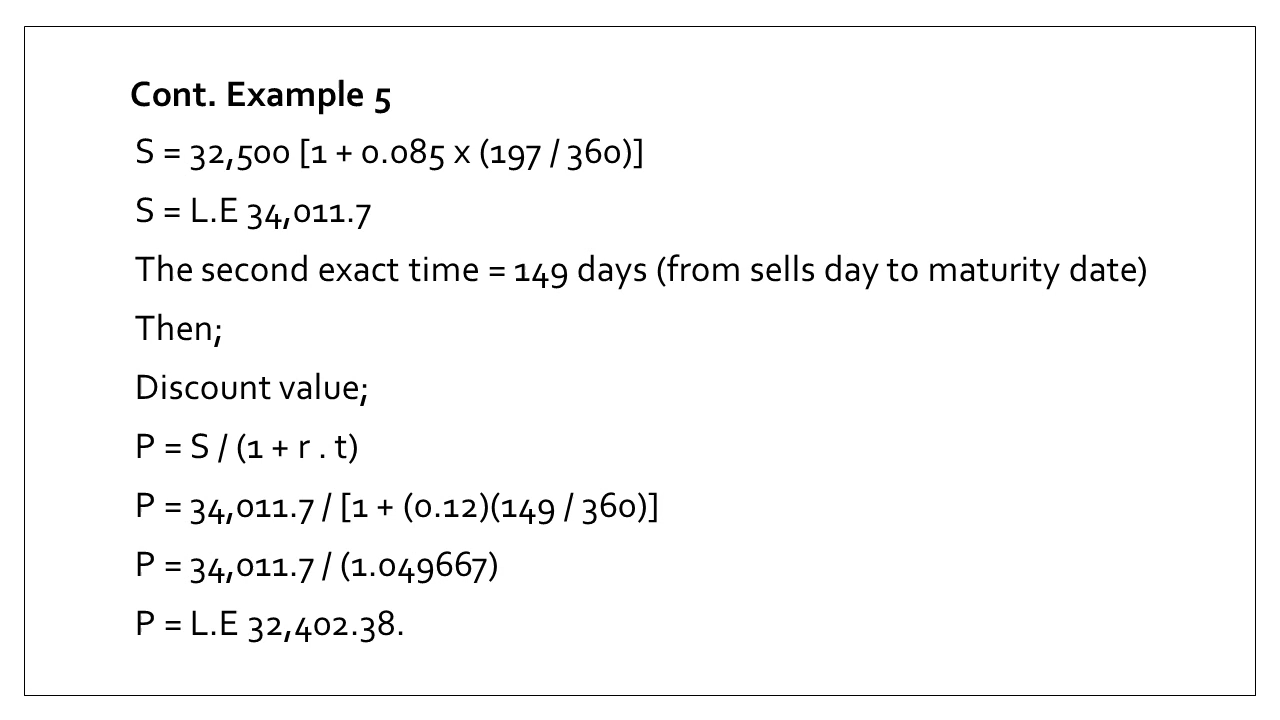 Cont. Example 5
S = 32,500 [1 + 0.085 x (197 / 360)]
S = L.E 34,011.7
The second exact time = 149 days (from sells day to maturity date)
Then;
Discount value;
P = S / (1 + r . t)
P = 34,011.7 / [1 + (0.12)(149 / 360)]
P = 34,011.7 / (1.049667)
P = L.E 32,402.38.